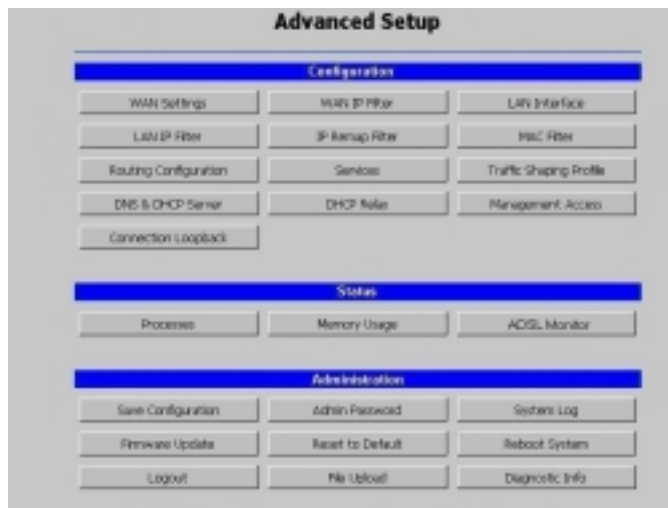 Advanced Setup
Configuration
WAN Settings WAN IP Filter LAN Interface
LAN IP Filter IP Remap Filter MAC Filter
Routing Configuration Services Traffic Shaping Profile
DNS & DHCP Server DHCP Relay Management Access
Connection Loopback
Status
Processes Memory Usage ADSL Monitor
Administration
Save Configuration Admin Password System Log
Firmware Update Reset to Default Reboot System
Logout File Upload Diagnostic Info